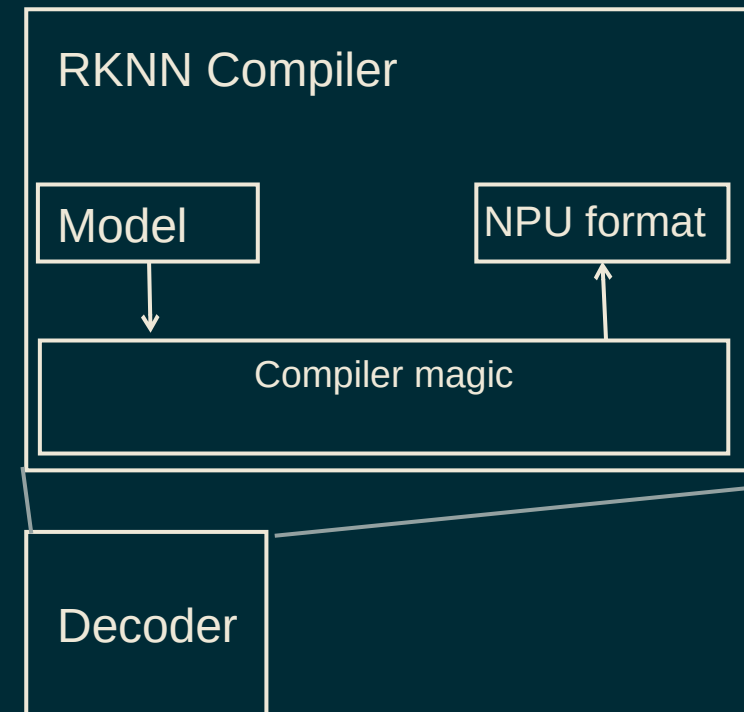 RKNN Compiler
Model
NPU format
Compiler magic
Decoder